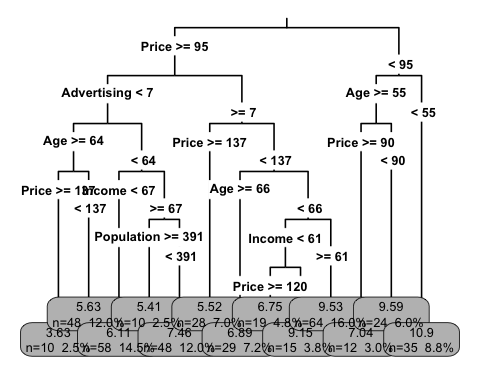 Price >= 95
< 95
Advertising < 7
Age >= 55
>= 7
< 55
Age >= 64
Price >= 137
Price >= 90
< 64
< 137
< 90
Price >= 137
Income < 67
Age >= 66
< 137
>= 67
< 66
Population >= 391
Income < 61
< 391
>= 61
Price >= 120
5.63 5.41 5.52 6.75 9.53 9.59
n=48 12.0% n=10 2.5% n=28 7.0% n=19 4.8% n=64 16.0% n=24 6.0%
3.63 6.11 7.46 6.89 9.15 7.04 10.9
n=10 2.5% n=58 14.5% n=48 12.0% n=29 7.2% n=15 3.8% n=12 3.0% n=35 8.8%